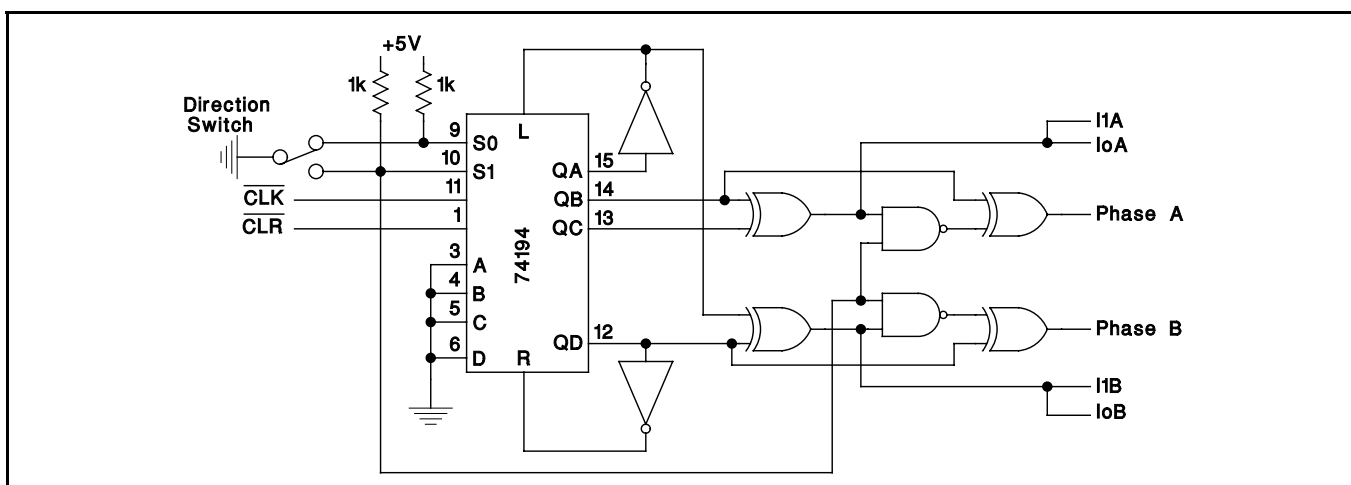 +5V
1k
1k
Direction
Switch
L
9
S0
10
S1
11
CLK
1
CLR
3
A
4
B
5
C
6
D
R
74194
QA
15
QB
14
QC
13
QD
12
I1A
IoA
Phase A
Phase B
I1B
IoB